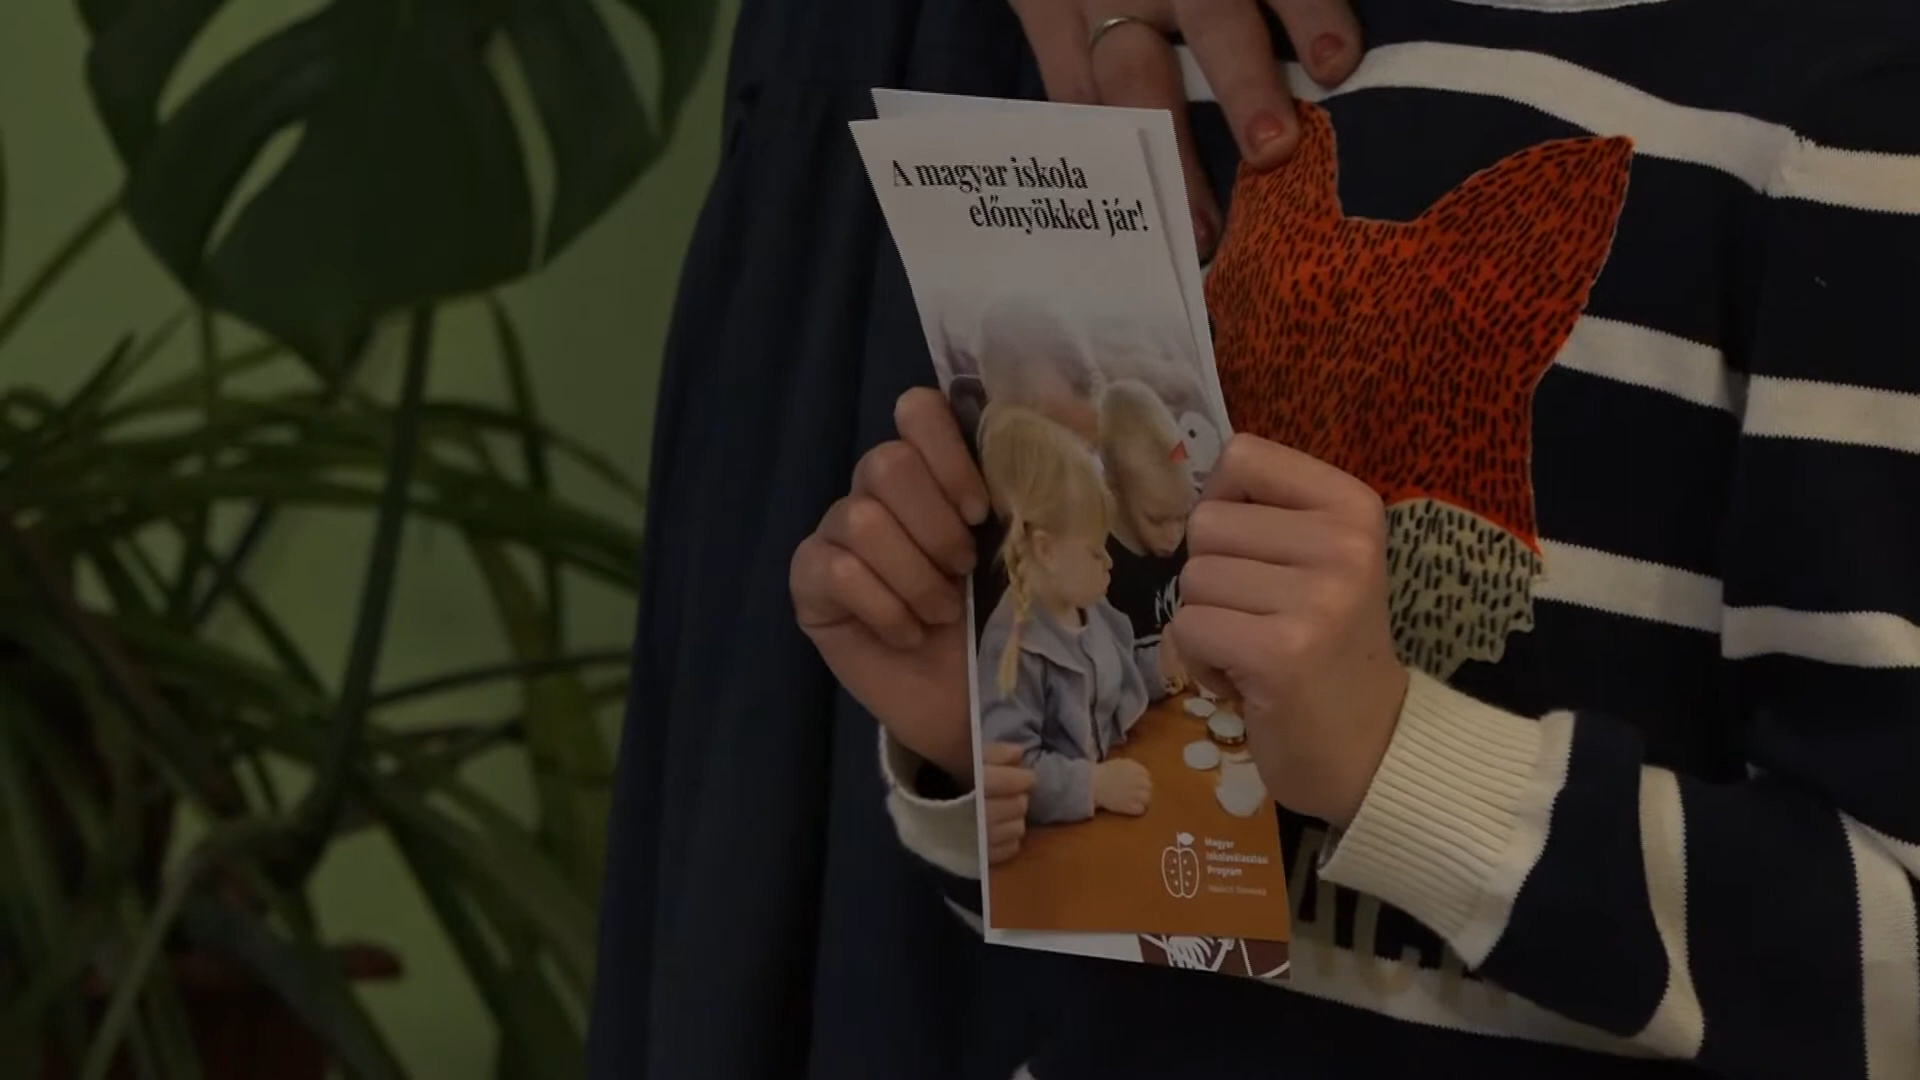 A magyar iskola
előnyökkel jár!
Magyar
Iskolaválasztási
Program